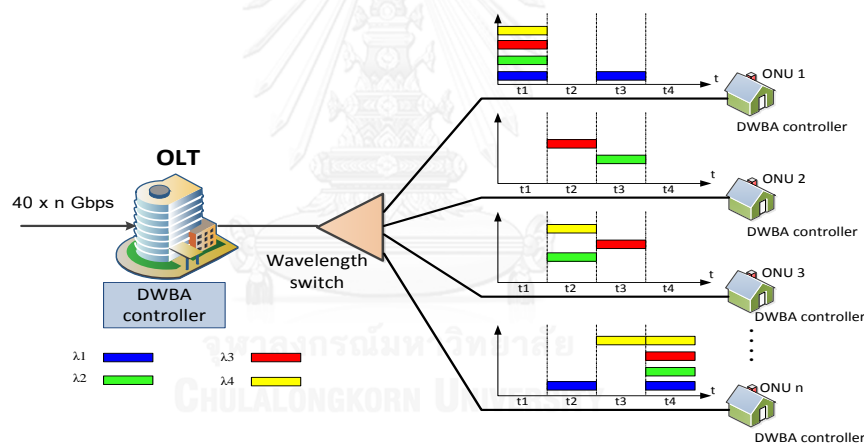 t
t1 t2 t3 t4
ONU 1
DWBA controller
t
t1 t2 t3 t4
ONU 2
DWBA controller
t
t1 t2 t3 t4
ONU 3
DWBA controller
t
t1 t2 t3 t4
ONU n
DWBA controller
OLT
40 x n Gbps
Wavelength
switch
DWBA
controller
λ1
λ3
λ2
λ4
จุฬาลงกรณ์มหาวิทยาลัย
CHULALONGKORN UNIVERSITY